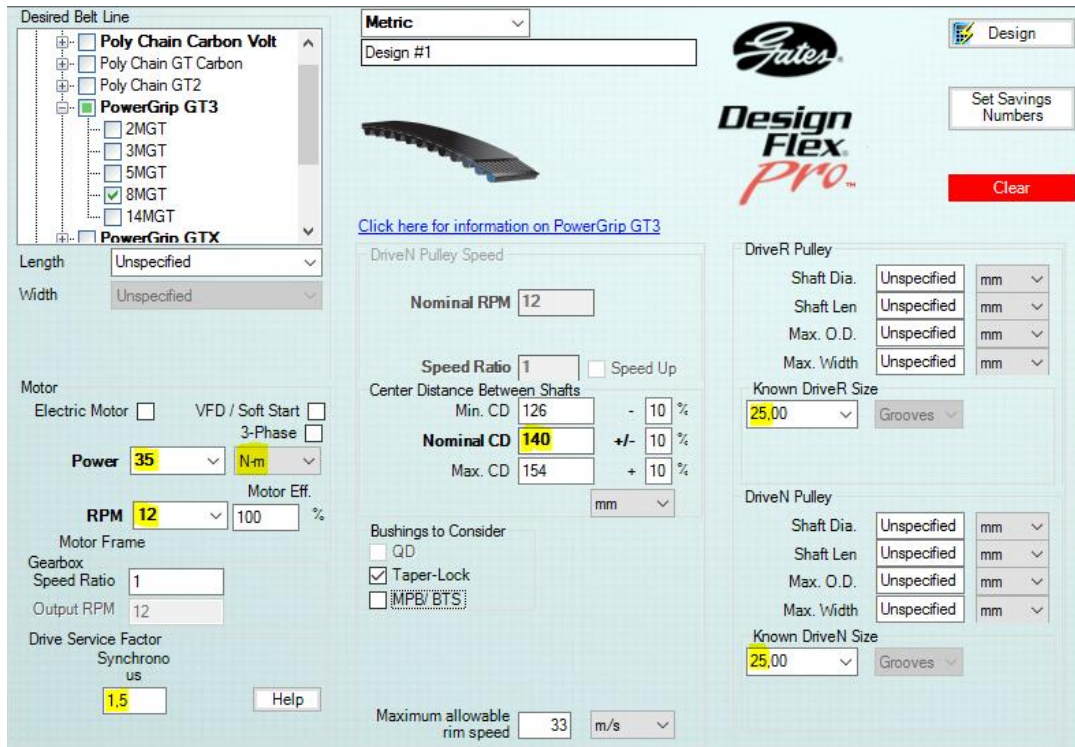 Desired Belt Line
Poly Chain Carbon Volt
Poly Chain GT Carbon
Poly Chain GT2
PowerGrip GT3
2MGT
3MGT
5MGT
8MGT
14MGT
PowerGrip GTX
Length Unspecified
Width Unspecified
Motor
Electric Motor VFD / Soft Start
3-Phase
Power 35 N-m
Motor Eff.
RPM 12 100 %
Motor Frame
Gearbox
Speed Ratio 1
Output RPM 12
Drive Service Factor
Synchrono
us
1,5 Help
Metric
Design #1
Click here for information on PowerGrip GT3
DriveN Pulley Speed
Nominal RPM 12
Speed Ratio 1 Speed Up
Center Distance Between Shafts
Min. CD 126 - 10 %
Nominal CD 140 +/- 10 %
Max. CD 154 + 10 %
mm
Bushings to Consider
QD
Taper-Lock
MPB/ BTS
Maximum allowable
rim speed 33 m/s
Gates
Design
Flex
Pro™
Design
Set Savings
Numbers
Clear
DriveR Pulley
Shaft Dia. Unspecified mm
Shaft Len Unspecified mm
Max. O.D. Unspecified mm
Max. Width Unspecified mm
Known DriveR Size
25,00 Grooves
DriveN Pulley
Shaft Dia. Unspecified mm
Shaft Len Unspecified mm
Max. O.D. Unspecified mm
Max. Width Unspecified mm
Known DriveN Size
25,00 Grooves